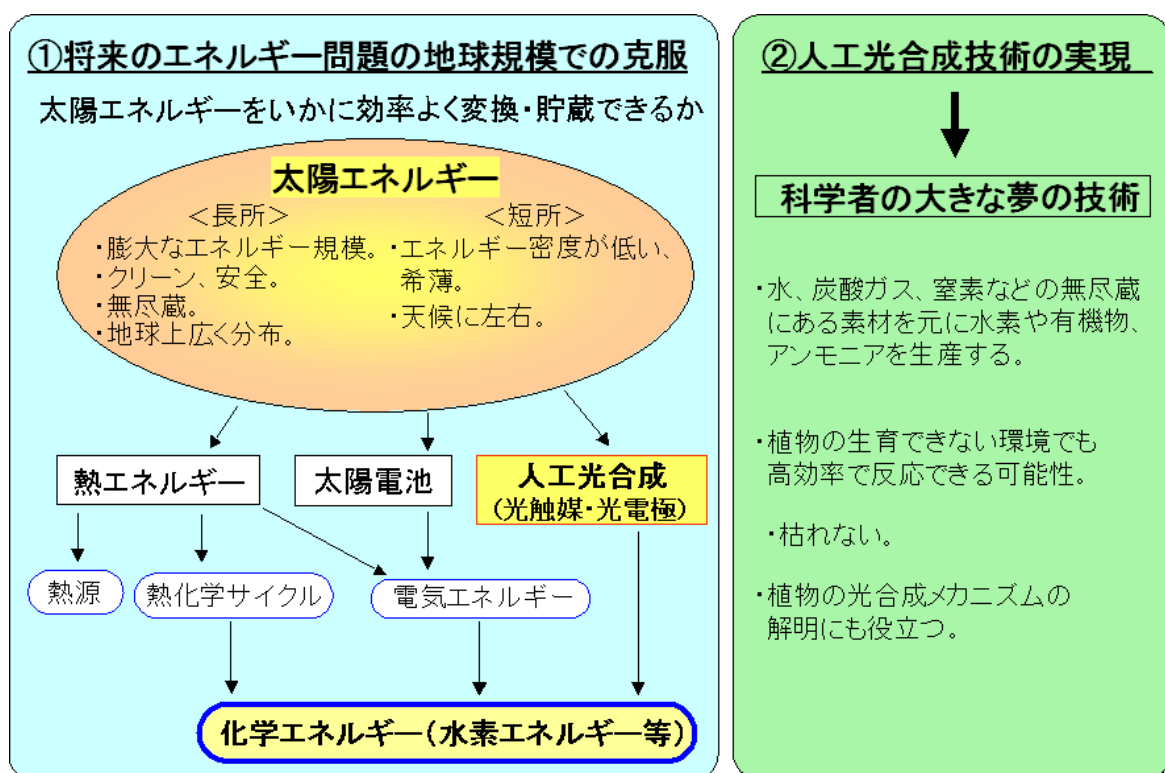 ①将来のエネルギー問題の地球規模での克服
太陽エネルギーをいかに効率よく変換・貯蔵できるか
太陽エネルギー
＜長所＞
・膨大なエネルギー規模。
・クリーン、安全。
・無尽蔵。
・地球上広く分布。
＜短所＞
・エネルギー密度が低い、
希薄。
・天候に左右。
熱エネルギー
太陽電池
人工光合成
(光触媒・光電極)
熱源
熱化学サイクル
電気エネルギー
化学エネルギー(水素エネルギー等)
②人工光合成技術の実現
科学者の大きな夢の技術
・水、炭酸ガス、窒素などの無尽蔵
にある素材を元に水素や有機物、
アンモニアを生産する。
・植物の生育できない環境でも
高効率で反応できる可能性。
・枯れない。
・植物の光合成メカニズムの
解明にも役立つ。